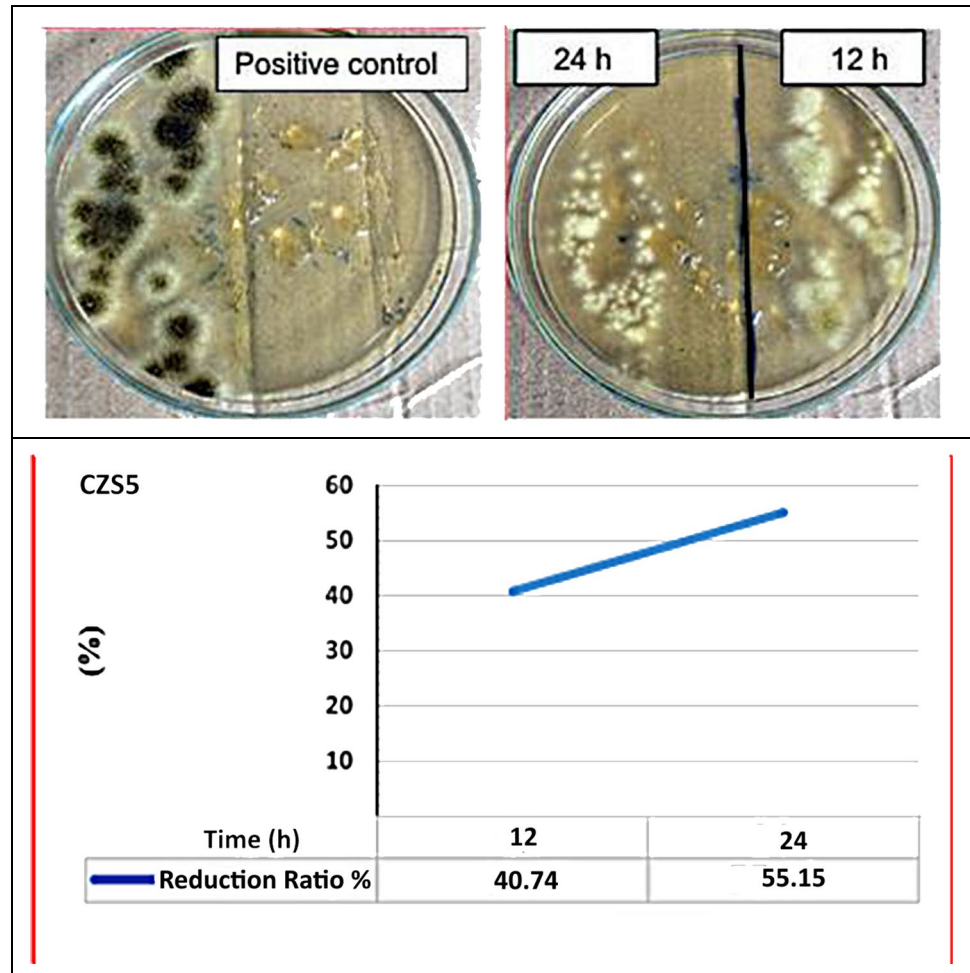 Positive control
24 h
12 h
CZS5
60
50
40
30
20
10
(%)
Time (h) 12 24
Reduction Ratio % 40.74 55.15